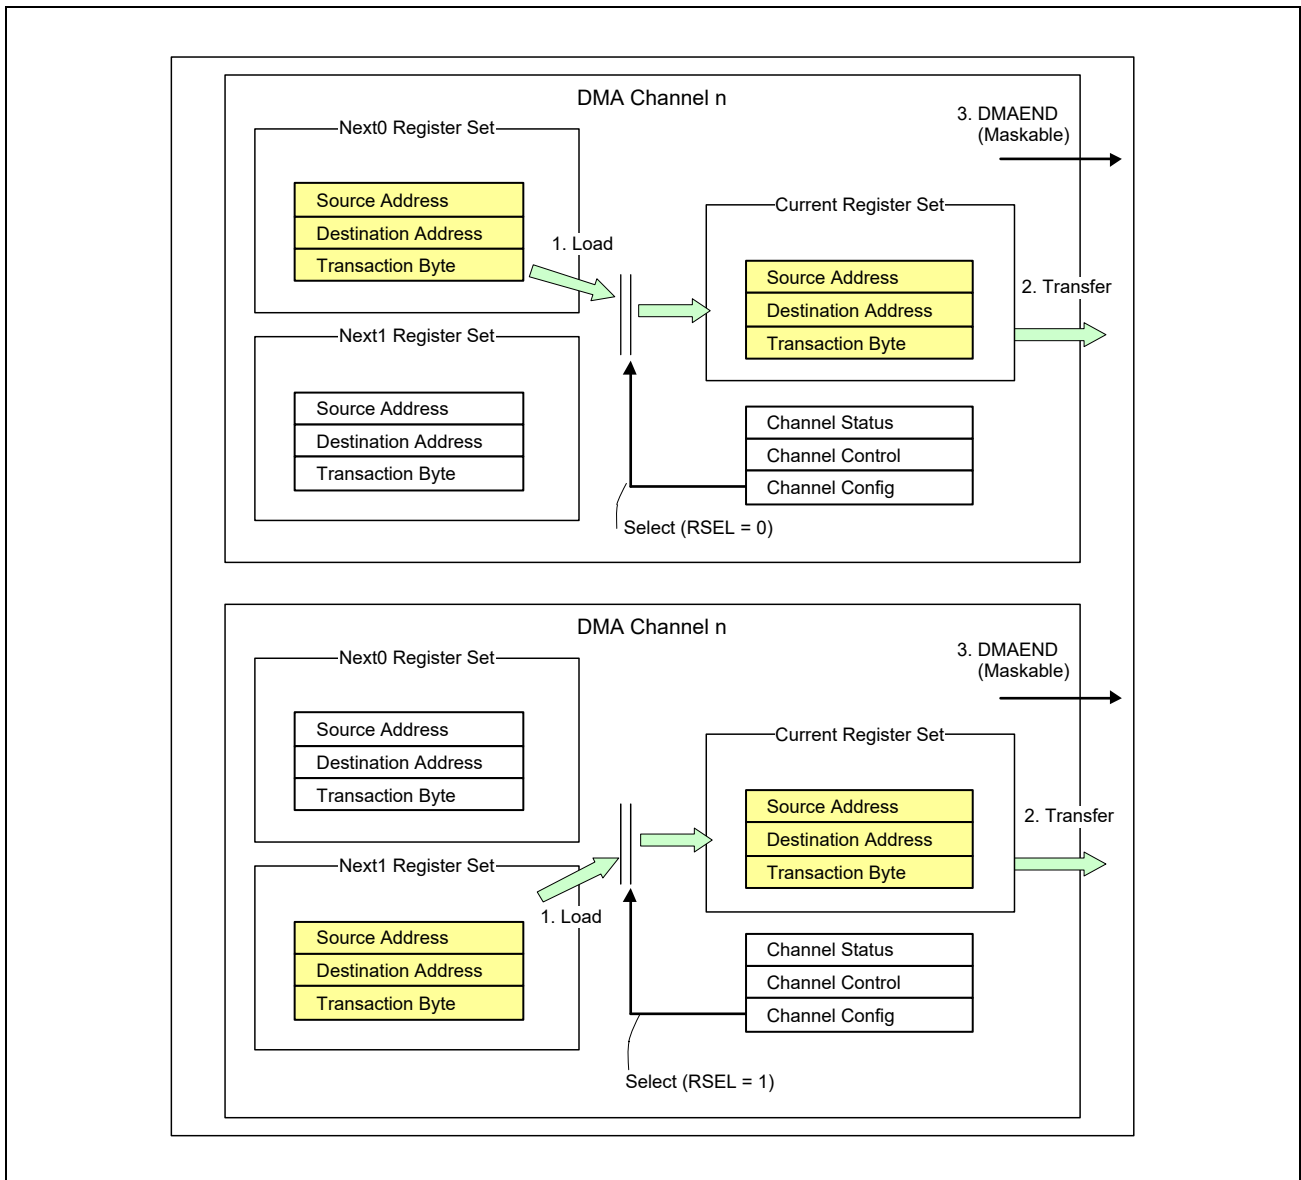 DMA Channel n
3. DMAEND
(Maskable)
Next0 Register Set
Source Address
Destination Address
Transaction Byte
1. Load
Current Register Set
Source Address
Destination Address
Transaction Byte
2. Transfer
Next1 Register Set
Source Address
Destination Address
Transaction Byte
Channel Status
Channel Control
Channel Config
Select (RSEL = 0)
DMA Channel n
3. DMAEND
(Maskable)
Next0 Register Set
Source Address
Destination Address
Transaction Byte
Current Register Set
Source Address
Destination Address
Transaction Byte
2. Transfer
Next1 Register Set
1. Load
Source Address
Destination Address
Transaction Byte
Channel Status
Channel Control
Channel Config
Select (RSEL = 1)